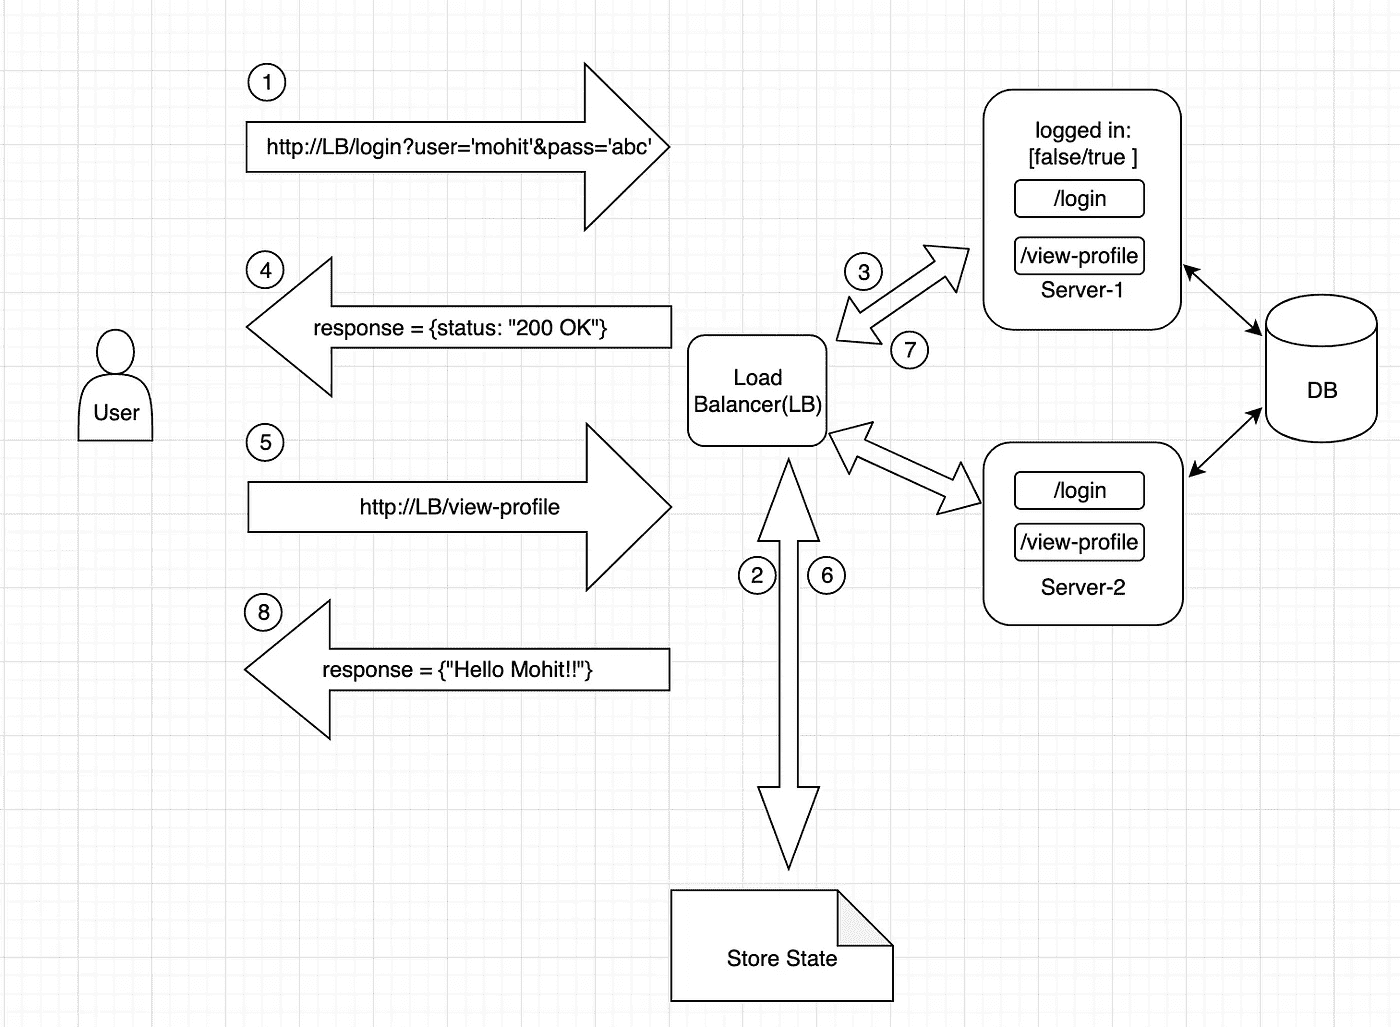 1
http://LB/login?user='mohit'&pass='abc'
4
response = {status: "200 OK"}
User
5
http://LB/view-profile
8
response = {"Hello Mohit!!"}
3
7
Load
Balancer(LB)
2
6
Store State
logged in:
[false/true ]
/login
/view-profile
Server-1
DB
/login
/view-profile
Server-2